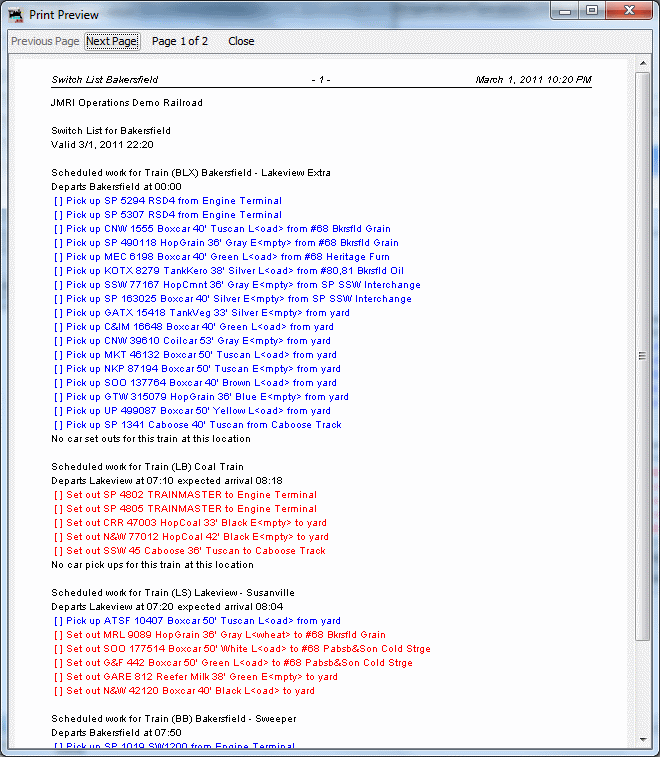 Print Preview
Previous Page Next Page Page 1 of 2 Close
Switch List Bakersfield - 1 - March 1, 2011 10:20 PM
JMRI Operations Demo Railroad
Switch List for Bakersfield
Valid 3/1, 2011 22:20
Scheduled work for Train (BLX) Bakersfield - Lakeview Extra
Departs Bakersfield at 00:00
[ ] Pick up SP 5294 RSD4 from Engine Terminal
[ ] Pick up SP 5307 RSD4 from Engine Terminal
[ ] Pick up CNW 1555 Boxcar 40' Tuscan L<oad> from #68 Bkrsfld Grain
[ ] Pick up SP 490118 HopGrain 36' Gray E<mpty> from #68 Bkrsfld Grain
[ ] Pick up MEC 6198 Boxcar 40' Green L<oad> from #68 Heritage Furn
[ ] Pick up KOTX 8279 TankKero 38' Silver L<oad> from #80,81 Bkrsfld Oil
[ ] Pick up SSW 77167 HopCmnt 36' Gray E<mpty> from SP SSW Interchange
[ ] Pick up SP 163025 Boxcar 40' Silver E<mpty> from SP SSW Interchange
[ ] Pick up GATX 15418 TankVeg 33' Silver E<mpty> from yard
[ ] Pick up C&IM 16648 Boxcar 40' Green L<oad> from yard
[ ] Pick up CNW 39610 Coilcar 53' Gray E<mpty> from yard
[ ] Pick up MKT 46132 Boxcar 50' Tuscan L<oad> from yard
[ ] Pick up NKP 87194 Boxcar 50' Tuscan E<mpty> from yard
[ ] Pick up SOO 137764 Boxcar 40' Brown L<oad> from yard
[ ] Pick up GTW 315079 HopGrain 36' Blue E<mpty> from yard
[ ] Pick up UP 499087 Boxcar 50' Yellow L<oad> from yard
[ ] Pick up SP 1341 Caboose 40' Tuscan from Caboose Track
No car set outs for this train at this location
Scheduled work for Train (LB) Coal Train
Departs Lakeview at 07:10 expected arrival 08:18
[ ] Set out SP 4802 TRAINMASTER to Engine Terminal
[ ] Set out SP 4805 TRAINMASTER to Engine Terminal
[ ] Set out CRR 47003 HopCoal 33' Black E<mpty> to yard
[ ] Set out N&W 77012 HopCoal 42' Black E<mpty> to yard
[ ] Set out SSW 45 Caboose 36' Tuscan to Caboose Track
No car pick ups for this train at this location
Scheduled work for Train (LS) Lakeview - Susanville
Departs Lakeview at 07:20 expected arrival 08:04
[ ] Pick up ATSF 10407 Boxcar 50' Tuscan L<oad> from yard
[ ] Set out MRL 9089 HopGrain 36' Gray L<wheat> to #68 Bkrsfld Grain
[ ] Set out SOO 177514 Boxcar 50' White L<oad> to #68 Pabsb&Son Cold Strge
[ ] Set out G&F 442 Boxcar 50' Green L<oad> to #68 Pabsb&Son Cold Strge
[ ] Set out GARE 812 Reefer Milk 38' Green E<mpty> to yard
[ ] Set out N&W 42120 Boxcar 40' Black L<oad> to yard
Scheduled work for Train (BB) Bakersfield - Sweeper
Departs Bakersfield at 07:50
[ ] Pick up SP 1019 SW1200 from Engine Terminal